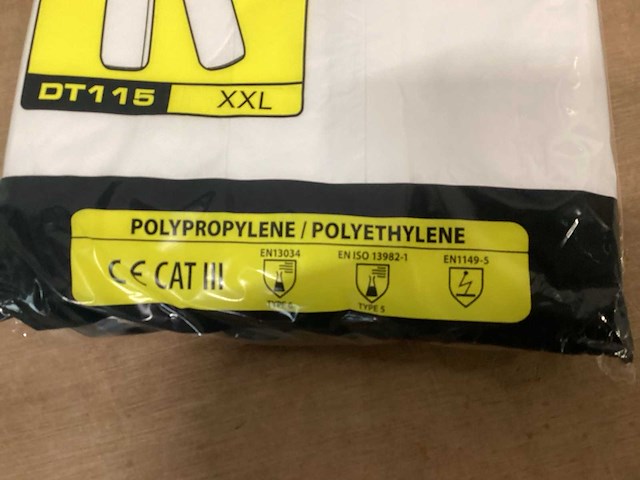 DT115 XXL
POLYPROPYLENE / POLYETHYLENE
CE CAT III
EN13034
TYPE 6
EN ISO 13982-1
TYPE 5
EN1149-5